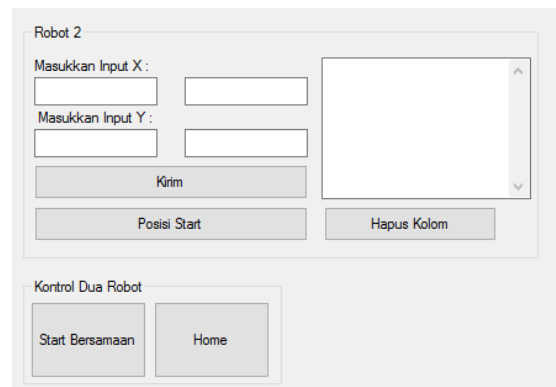 Robot 2
Masukkan Input X :
Masukkan Input Y :
Kirim
Posisi Start
Hapus Kolom
Kontrol Dua Robot
Start Bersamaan
Home